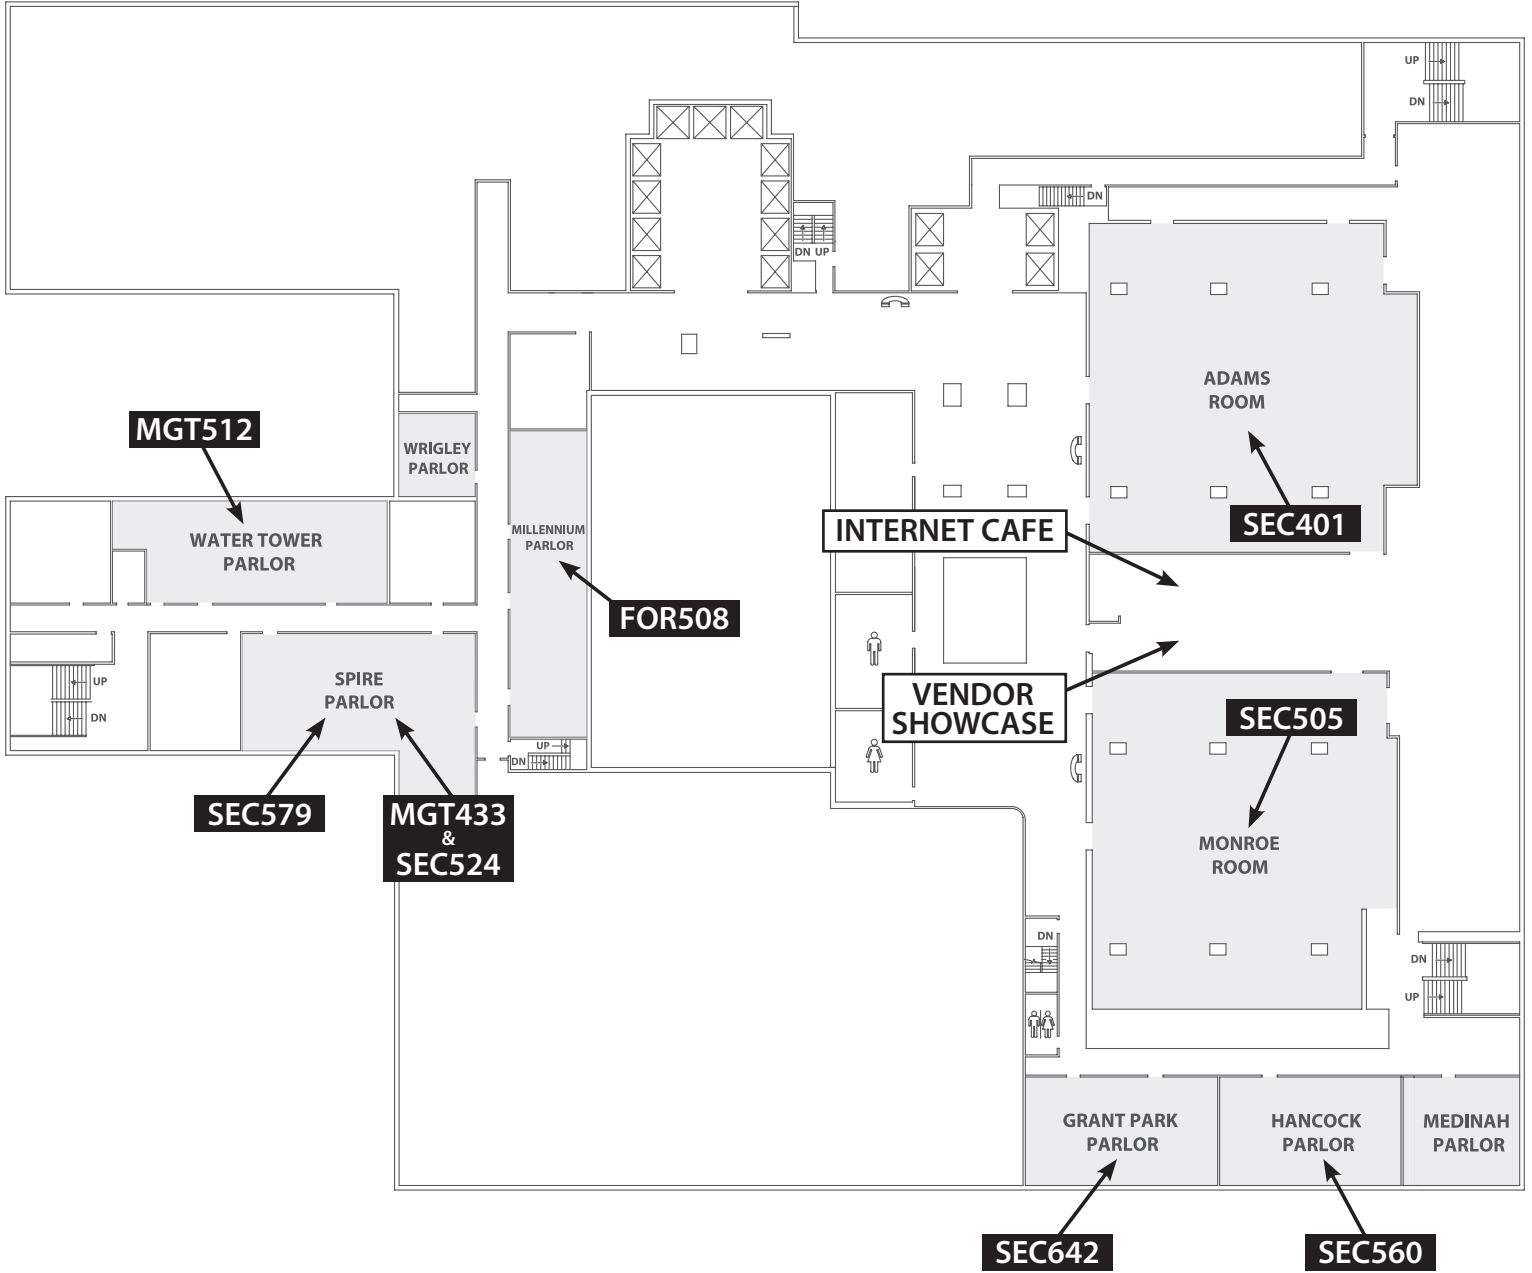 UP
DN
DN
DN UP
ADAMS
ROOM
MGT512
WRIGLEY
PARLOR
SEC401
INTERNET CAFE
WATER TOWER
PARLOR
MILLENNIUM
PARLOR
FOR508
SPIRE
PARLOR
UP
DN
VENDOR
SHOWCASE
SEC505
UP
DN
SEC579
MGT433
&
SEC524
MONROE
ROOM
DN
DN
UP
GRANT PARK
PARLOR
HANCOCK
PARLOR
MEDINAH
PARLOR
SEC642
SEC560